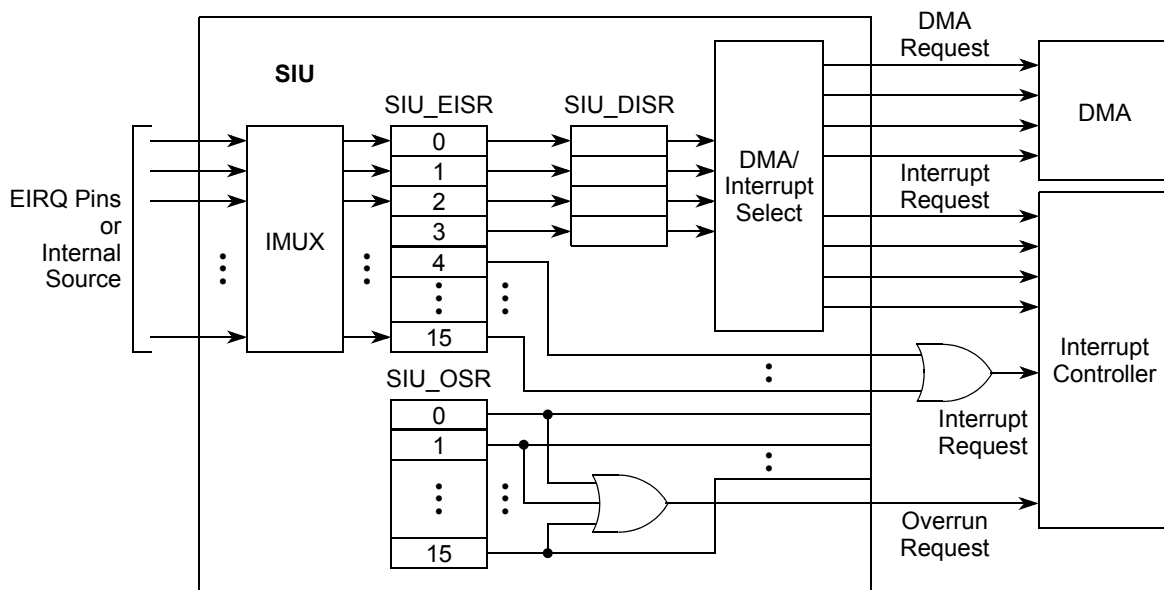 SIU
DMA
Request
DMA
SIU_EISR
SIU_DISR
EIRQ Pins
or
Internal
Source
IMUX
0
1
2
3
4
15
DMA/
Interrupt
Select
Interrupt
Request
Interrupt
Controller
Interrupt
Request
SIU_OSR
0
1
15
Overrun
Request